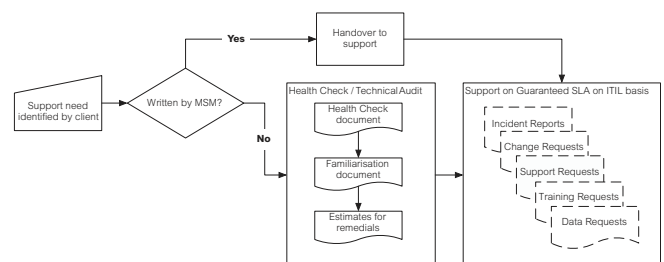 Support need
identified by client
Written by MSM?
Yes
Handover to
support
No
Health Check / Technical Audit
Health Check
document
Familiarisation
document
Estimates for
remedials
Support on Guaranteed SLA on ITIL basis
Incident Reports
Change Requests
Support Requests
Training Requests
Data Requests